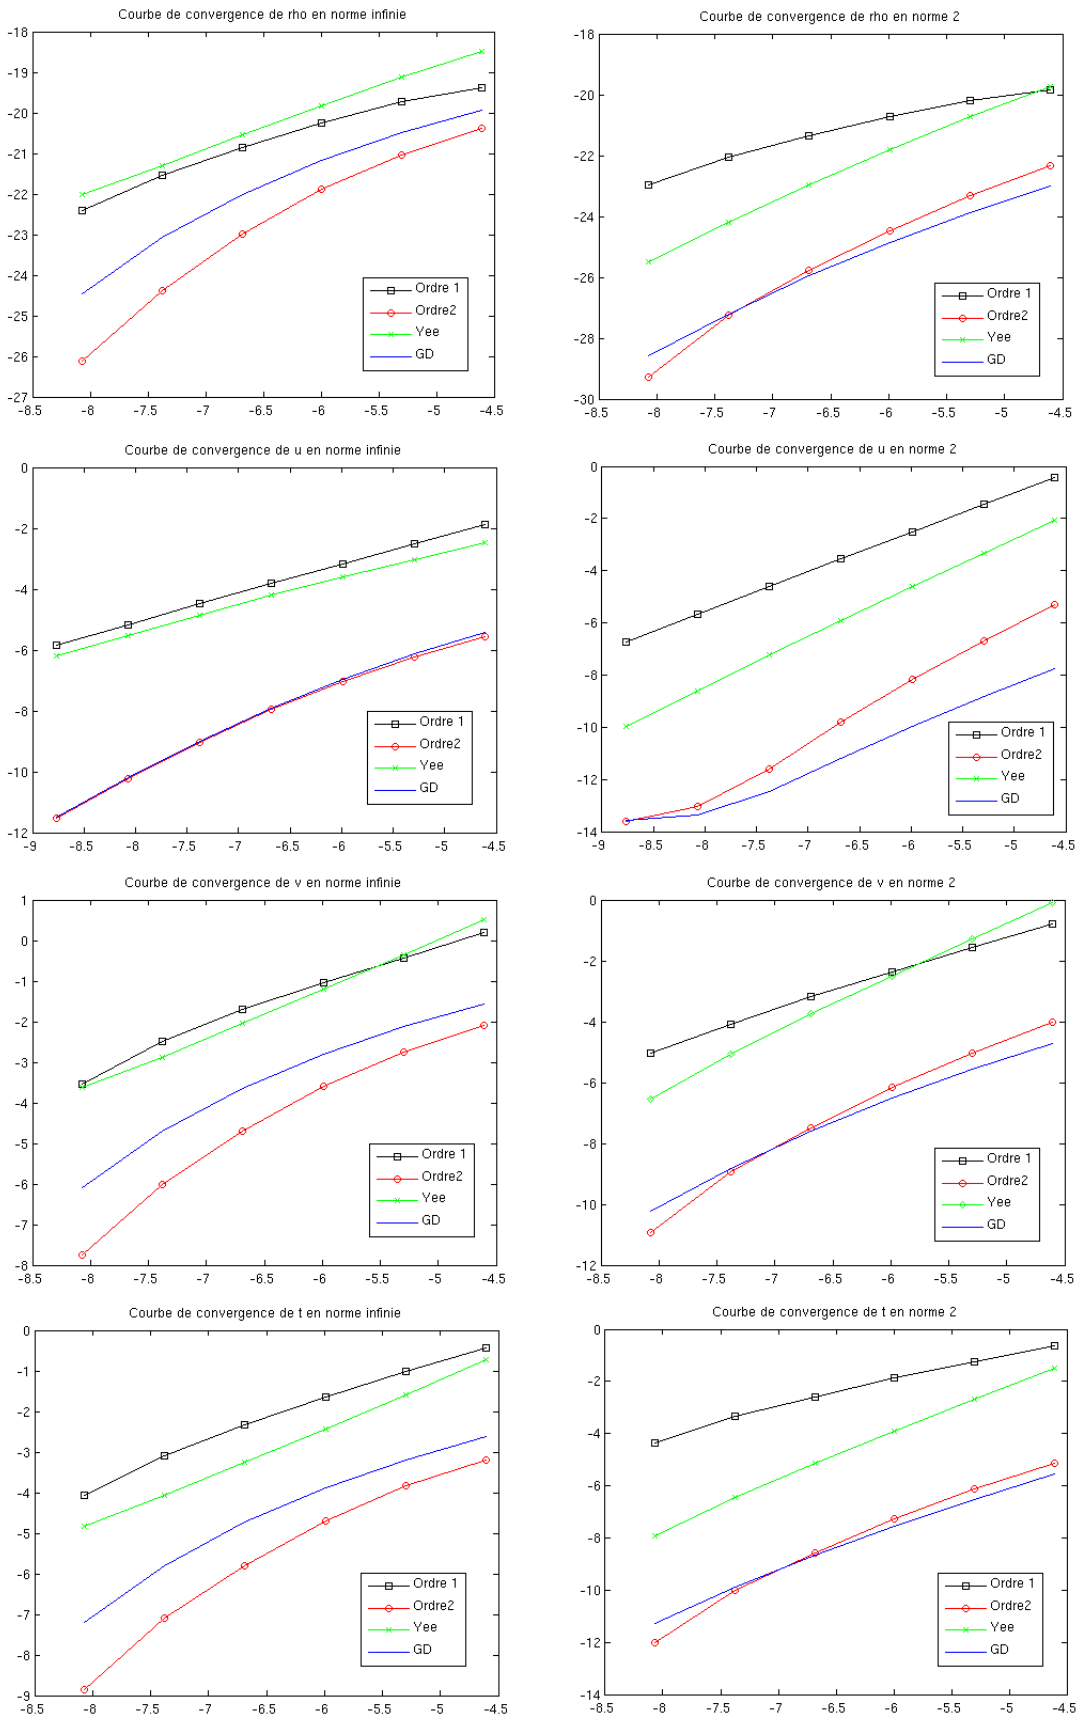 Courbe de convergence de rho en norme infinie
-18
-19
-20
-21
-22
-23
-24
-25
-26
-27
-8.5 -8 -7.5 -7 -6.5 -6 -5.5 -5 -4.5
Ordre 1
Ordre2
Yee
GD
Courbe de convergence de rho en norme 2
-18
-20
-22
-24
-26
-28
-30
-8.5 -8 -7.5 -7 -6.5 -6 -5.5 -5 -4.5
Ordre 1
Ordre2
Yee
GD
Courbe de convergence de u en norme infinie
0
-2
-4
-6
-8
-10
-12
-9 -8.5 -8 -7.5 -7 -6.5 -6 -5.5 -5 -4.5
Ordre 1
Ordre2
Yee
GD
Courbe de convergence de u en norme 2
0
-2
-4
-6
-8
-10
-12
-14
-9 -8.5 -8 -7.5 -7 -6.5 -6 -5.5 -5 -4.5
Ordre 1
Ordre2
Yee
GD
Courbe de convergence de v en norme infinie
1
0
-1
-2
-3
-4
-5
-6
-7
-8
-8.5 -8 -7.5 -7 -6.5 -6 -5.5 -5 -4.5
Ordre 1
Ordre2
Yee
GD
Courbe de convergence de v en norme 2
0
-2
-4
-6
-8
-10
-12
-8.5 -8 -7.5 -7 -6.5 -6 -5.5 -5 -4.5
Ordre 1
Ordre2
Yee
GD
Courbe de convergence de t en norme infinie
0
-1
-2
-3
-4
-5
-6
-7
-8
-9
-8.5 -8 -7.5 -7 -6.5 -6 -5.5 -5 -4.5
Ordre 1
Ordre2
Yee
GD
Courbe de convergence de t en norme 2
0
-2
-4
-6
-8
-10
-12
-14
-8.5 -8 -7.5 -7 -6.5 -6 -5.5 -5 -4.5
Ordre 1
Ordre2
Yee
GD